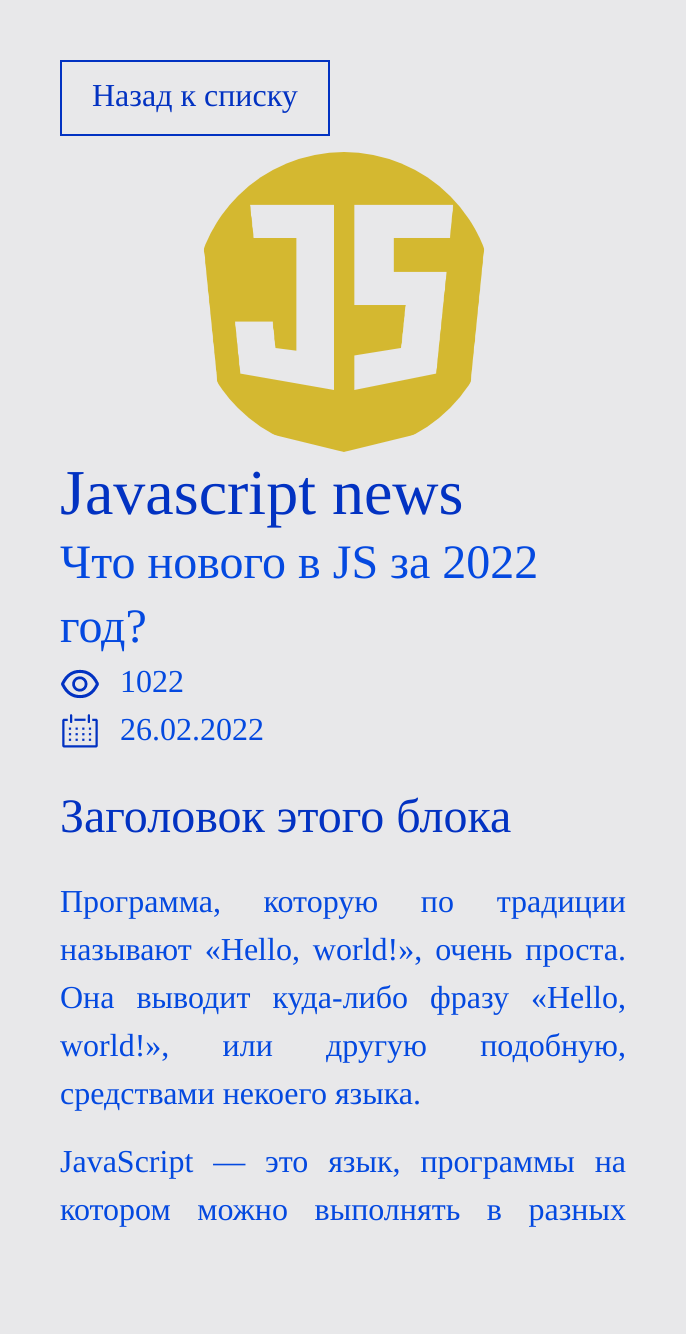 Назад к списку
JS
Javascript news
Что нового в JS за 2022
год?
1022
26.02.2022
Заголовок этого блока
Программа, которую по традиции
называют «Hello, world!», очень проста.
Она выводит куда-либо фразу «Hello,
world!», или другую подобную,
средствами некоего языка.
JavaScript — это язык, программы на
котором можно выполнять в разных